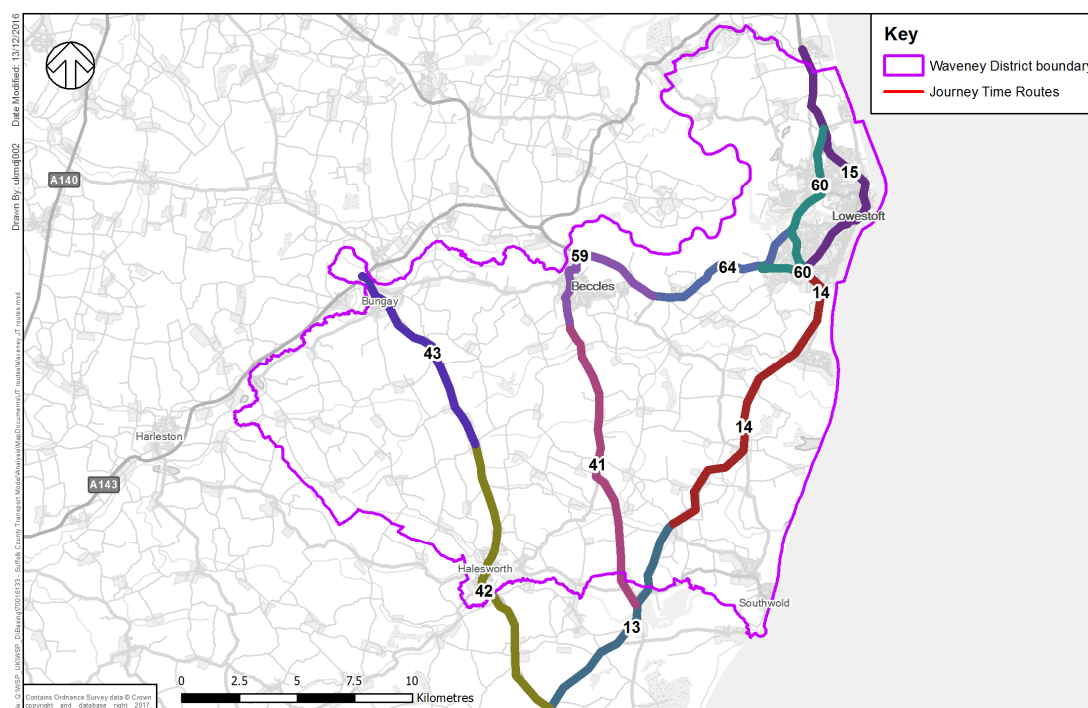 Date Modified: 13/12/2016
Drawn By: ukmdj002
Key
Waveney District boundary
Journey Time Routes
A140
15
60
Lowestoft
59
64
60
Beccles
14
Bungay
43
14
Harleston
41
A143
Halesworth
42
Southwold
13
0 2.5 5 7.5 10
Kilometres
Contains Ordnance Survey data © Crown
copyright and database right 2017